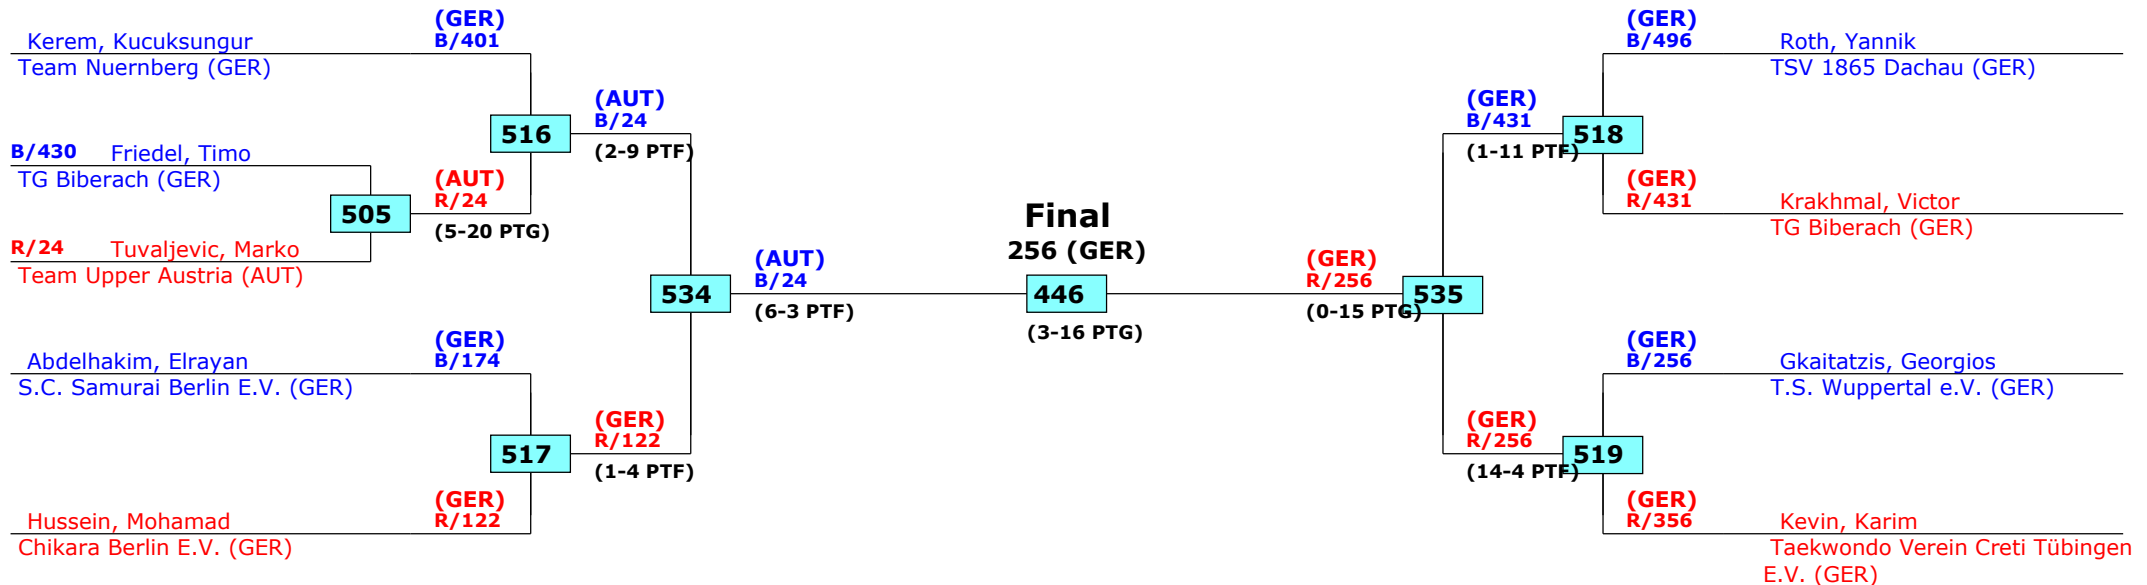 (GER)
B/401
Kerem, Kucuksungur
Team Nuernberg (GER)
516
(AUT)
B/24
(2-9 PTF)
B/430 Friedel, Timo
TG Biberach (GER)
505
(AUT)
R/24
(5-20 PTG)
R/24 Tuvaljevic, Marko
Team Upper Austria (AUT)
534
(AUT)
B/24
(6-3 PTF)
(GER)
B/174
Abdelhakim, Elrayan
S.C. Samurai Berlin E.V. (GER)
517
(GER)
R/122
(1-4 PTF)
(GER)
R/122
Hussein, Mohamad
Chikara Berlin E.V. (GER)
Final
256 (GER)
446
(3-16 PTG)
(GER)
B/496
Roth, Yannik
TSV 1865 Dachau (GER)
(GER)
B/431
518
(1-11 PTF)
(GER)
R/431
Krakhmal, Victor
TG Biberach (GER)
(GER)
R/256
535
(0-15 PTG)
(GER)
B/256
Gkaitatzis, Georgios
T.S. Wuppertal e.V. (GER)
(GER)
R/256
519
(14-4 PTF)
(GER)
R/356
Kevin, Karim
Taekwondo Verein Creti Tübingen
E.V. (GER)